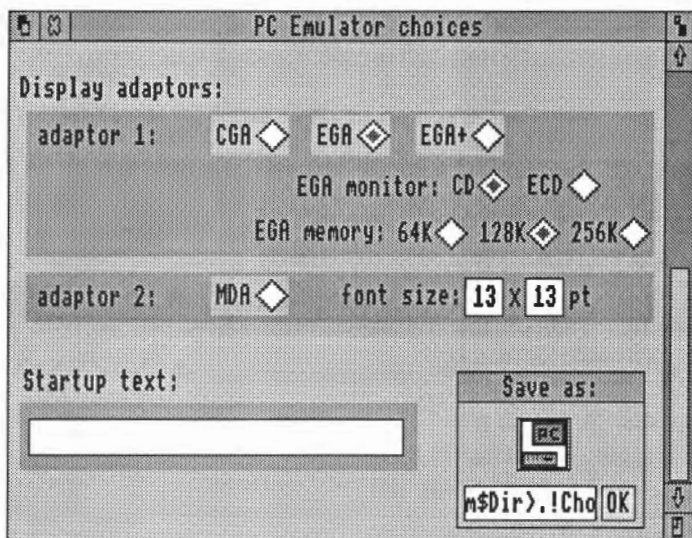 PC Emulator choices
Display adaptors:
adaptor 1: CGA EGA EGA+
EGA monitor: CD ECD
EGA memory: 64K 128K 256K
adaptor 2: MDA font size: 13 X 13 pt
Startup text:
Save as:
PC
m$Dir>.!Cho OK